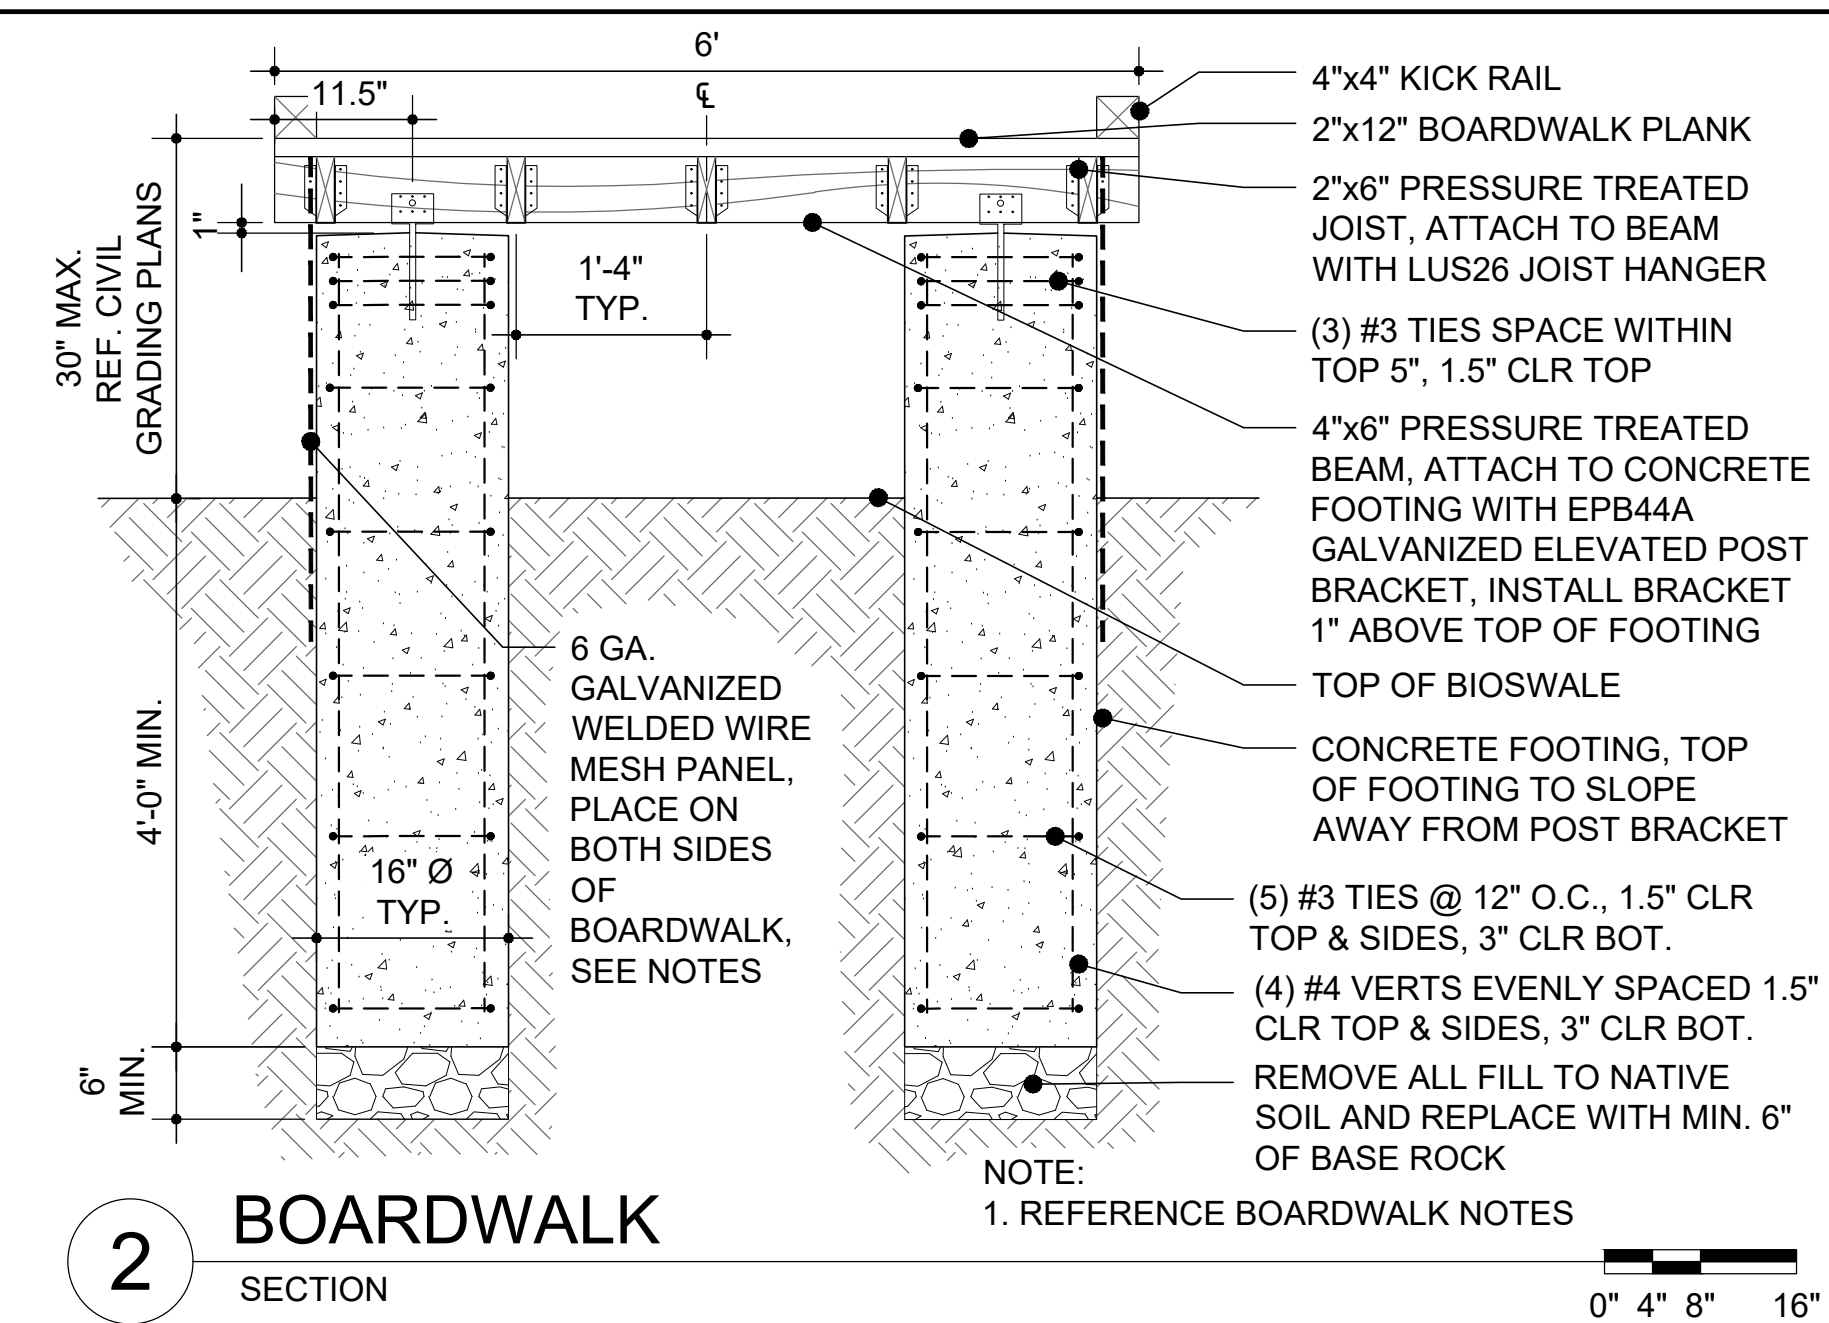 6'
11.5"
℄
1"
30" MAX.
REF. CIVIL
GRADING PLANS
1'-4"
TYP.
4'-0" MIN.
16" Ø
TYP.
6"
MIN.
6 GA.
GALVANIZED
WELDED WIRE
MESH PANEL,
PLACE ON
BOTH SIDES
OF
BOARDWALK,
SEE NOTES
4"x4" KICK RAIL
2"x12" BOARDWALK PLANK
2"x6" PRESSURE TREATED
JOIST, ATTACH TO BEAM
WITH LUS26 JOIST HANGER
(3) #3 TIES SPACE WITHIN
TOP 5", 1.5" CLR TOP
4"x6" PRESSURE TREATED
BEAM, ATTACH TO CONCRETE
FOOTING WITH EPB44A
GALVANIZED ELEVATED POST
BRACKET, INSTALL BRACKET
1" ABOVE TOP OF FOOTING
TOP OF BIOSWALE
CONCRETE FOOTING, TOP
OF FOOTING TO SLOPE
AWAY FROM POST BRACKET
(5) #3 TIES @ 12" O.C., 1.5" CLR
TOP & SIDES, 3" CLR BOT.
(4) #4 VERTS EVENLY SPACED 1.5"
CLR TOP & SIDES, 3" CLR BOT.
REMOVE ALL FILL TO NATIVE
SOIL AND REPLACE WITH MIN. 6"
OF BASE ROCK
NOTE:
1. REFERENCE BOARDWALK NOTES
2
BOARDWALK
SECTION
0" 4" 8" 16"